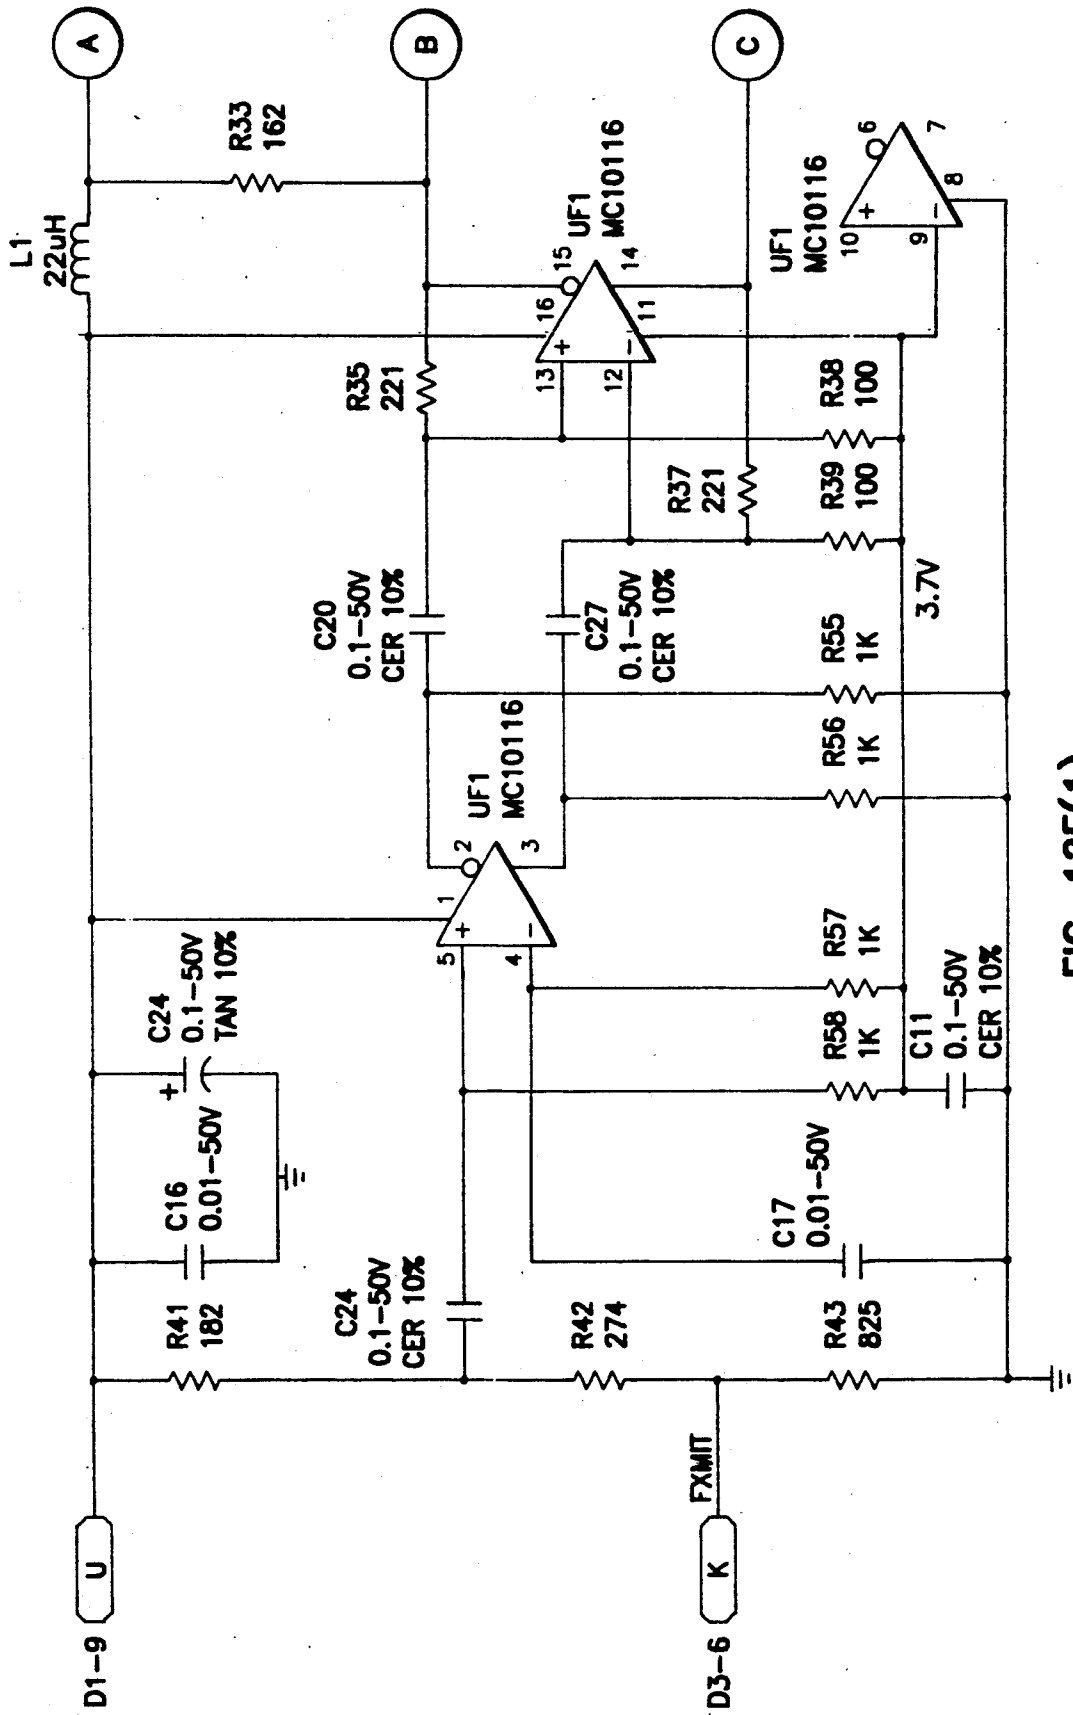 A
B
C
L1
22uH
R33
162
R35
221
UF1
MC10116
13
12
16
15
14
11
+
-
UF1
MC10116
10
9
+
-
6
7
8
R37
221
R38
100
R39
100
3.7V
C20
0.1-50V
CER 10%
C27
0.1-50V
CER 10%
R55
1K
R56
1K
UF1
MC10116
1
2
3
5
4
+
-
C24
0.1-50V
TAN 10%
+
C16
0.01-50V
R57
1K
R58
1K
C11
0.1-50V
CER 10%
C17
0.01-50V
R41
182
C24
0.1-50V
CER 10%
R42
274
R43
825
FXMIT
D1-9
U
D3-6
K